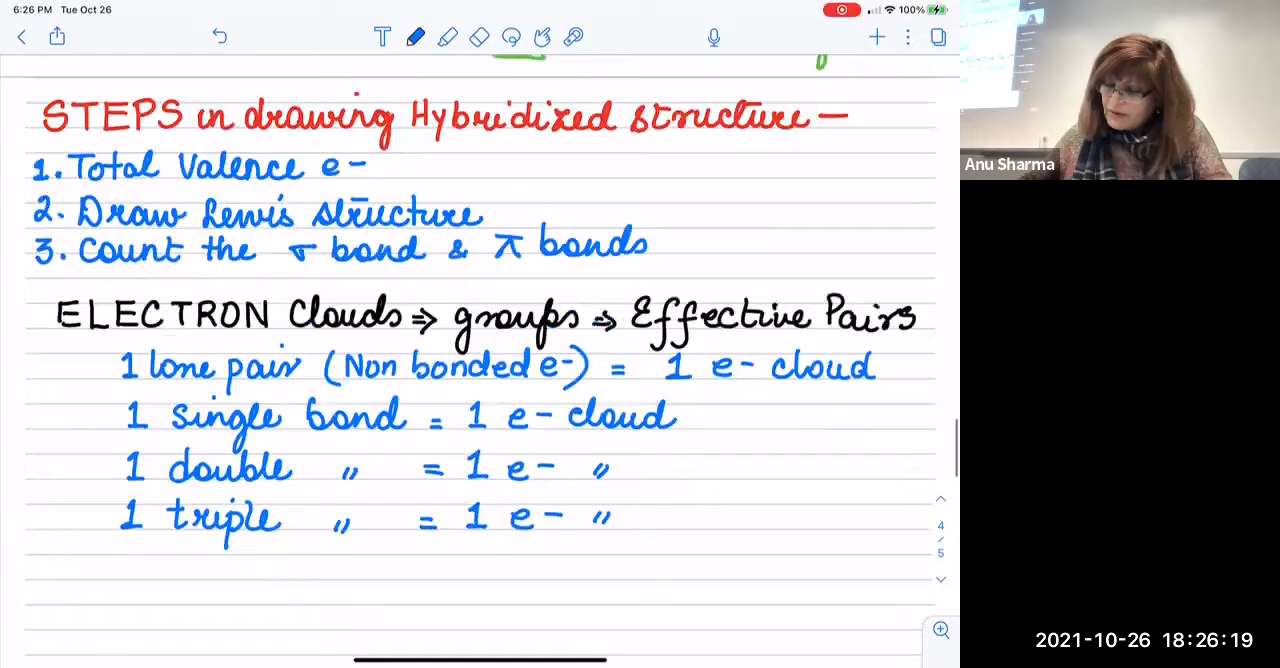 6:26 PM Tue Oct 26
100%
STEPS in drawing Hybridized structure —
1. Total Valence e-
2. Draw Lewis structure
3. Count the σ bond & π bonds
ELECTRON Clouds ⇒ groups ⇒ Effective Pairs
1 lone pair (Non bonded e-) = 1 e- cloud
1 single bond = 1 e- cloud
1 double " = 1 e- "
1 triple " = 1 e- "
4
/
5
Anu Sharma
2021-10-26 18:26:19